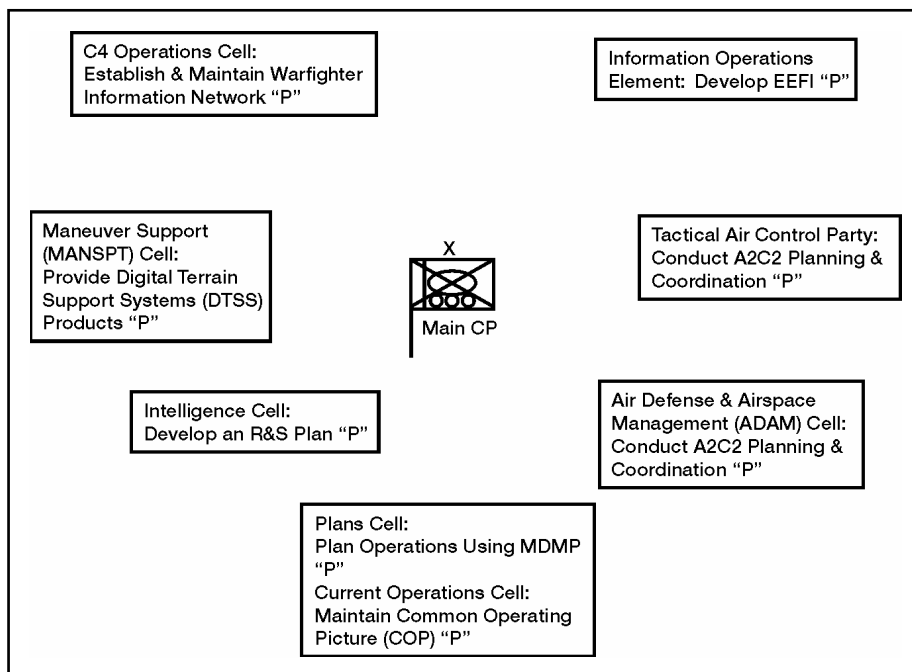 C4 Operations Cell:
Establish & Maintain Warfighter
Information Network “P”
Information Operations
Element: Develop EEFI “P”
Maneuver Support
(MANSPT) Cell:
Provide Digital Terrain
Support Systems (DTSS)
Products “P”
X
Main CP
Tactical Air Control Party:
Conduct A2C2 Planning &
Coordination “P”
Intelligence Cell:
Develop an R&S Plan “P”
Air Defense & Airspace
Management (ADAM) Cell:
Conduct A2C2 Planning &
Coordination “P”
Plans Cell:
Plan Operations Using MDMP
“P”
Current Operations Cell:
Maintain Common Operating
Picture (COP) “P”